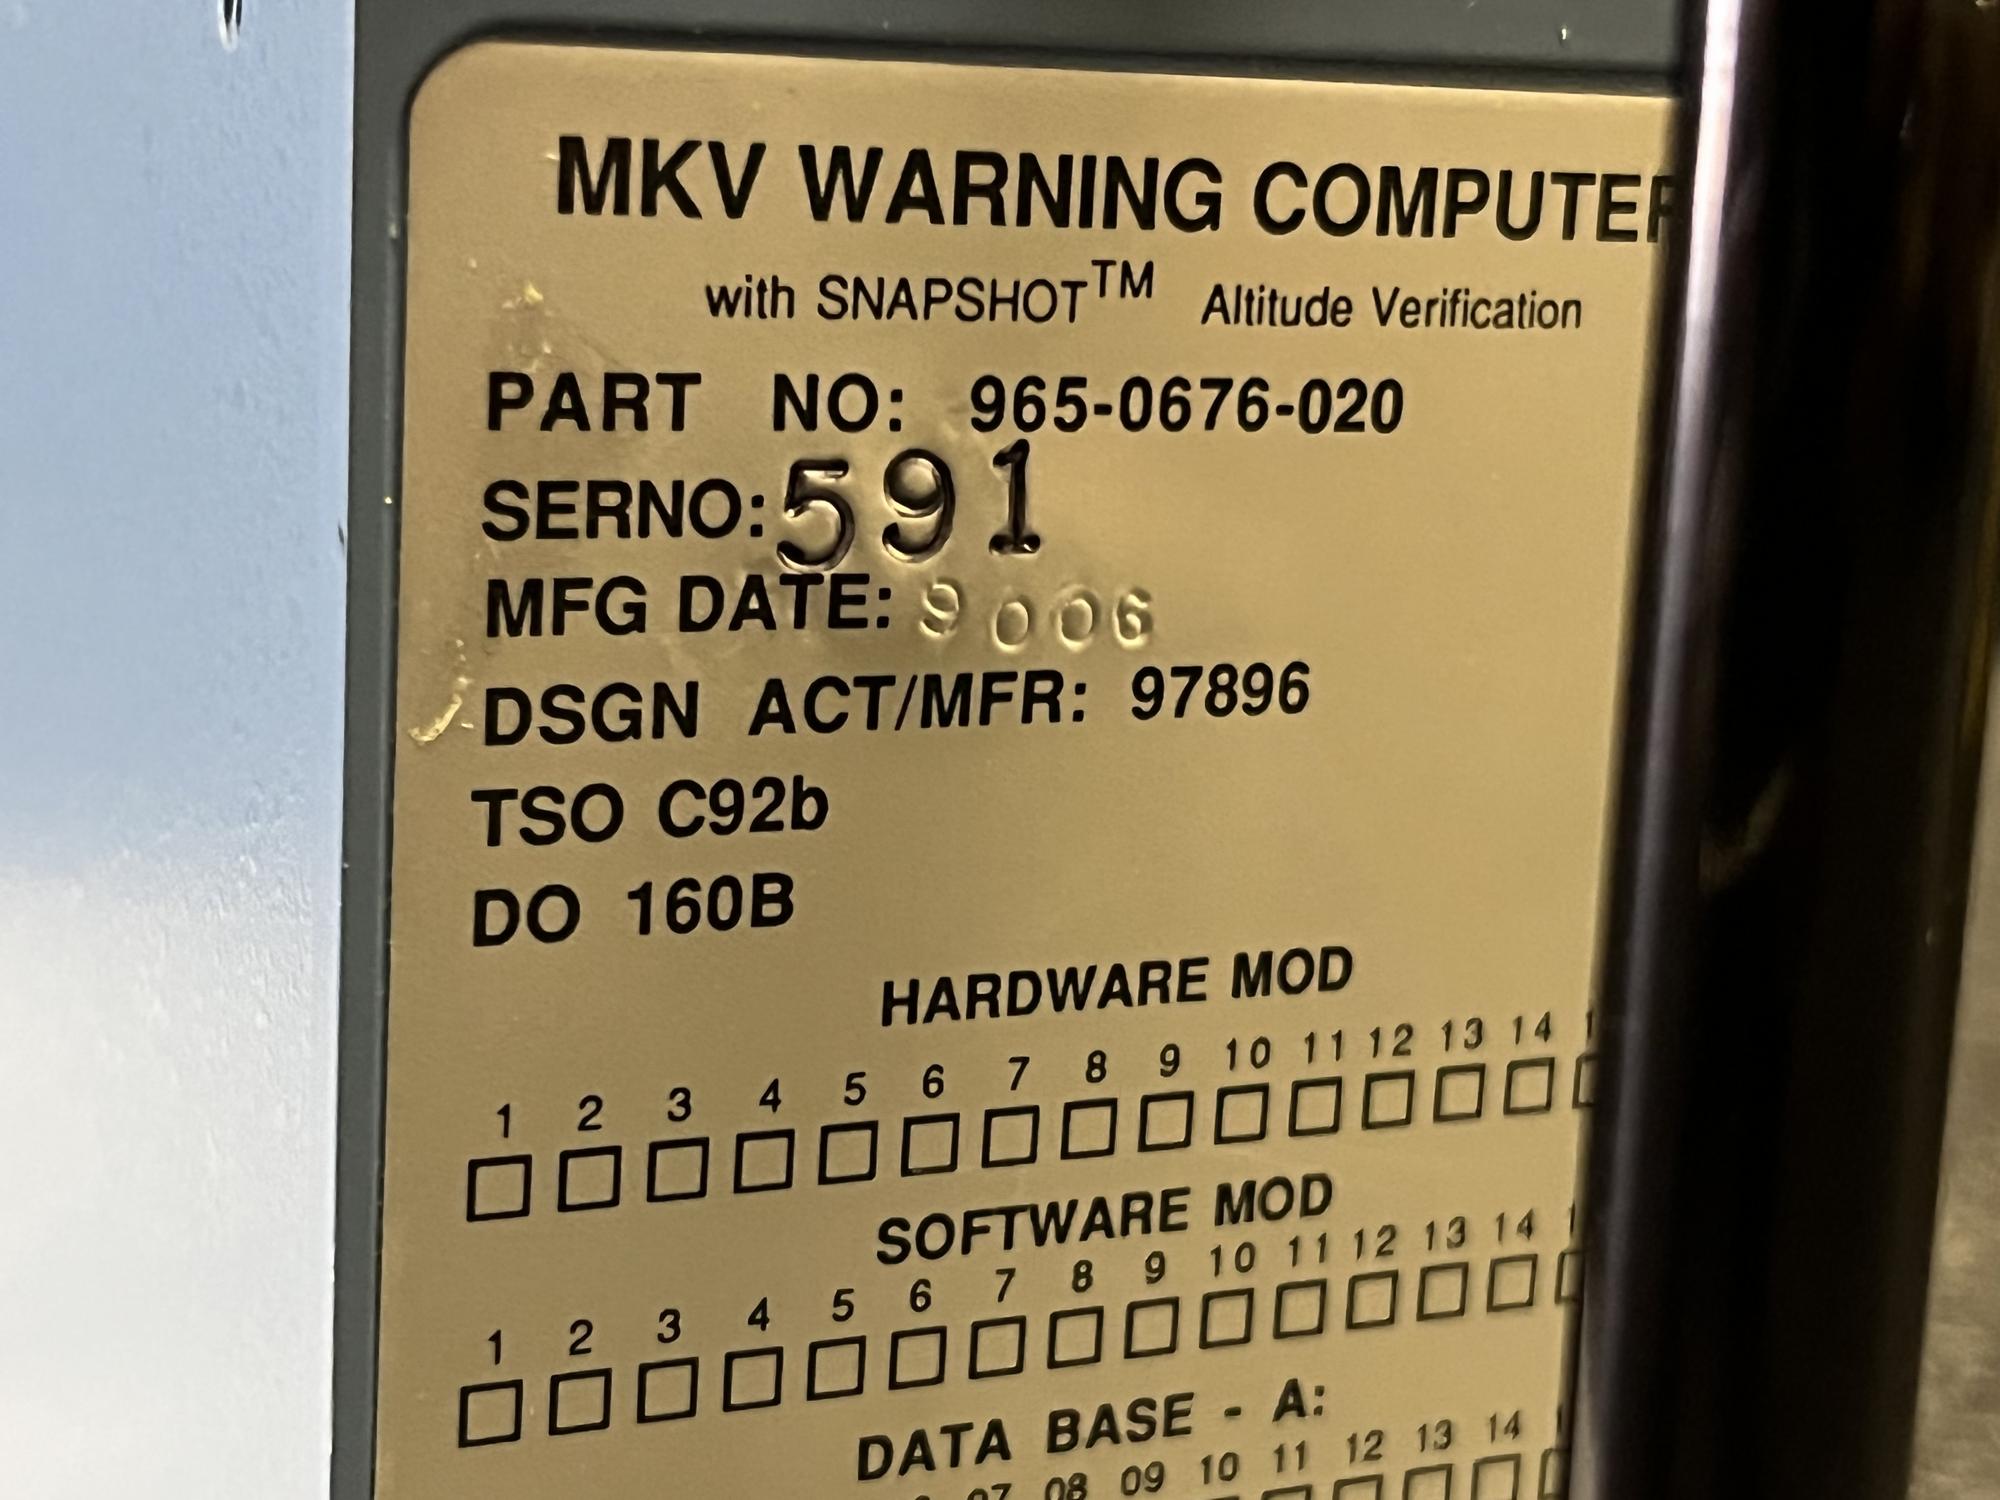 MKV WARNING COMPUTER
with SNAPSHOT™ Altitude Verification
PART NO: 965-0676-020
SERNO: 591
MFG DATE: 9006
DSGN ACT/MFR: 97896
TSO C92b
DO 160B
HARDWARE MOD
1 2 3 4 5 6 7 8 9 10 11 12 13 14
SOFTWARE MOD
1 2 3 4 5 6 7 8 9 10 11 12 13 14
DATA BASE - A:
07 08 09 10 11 12 13 14